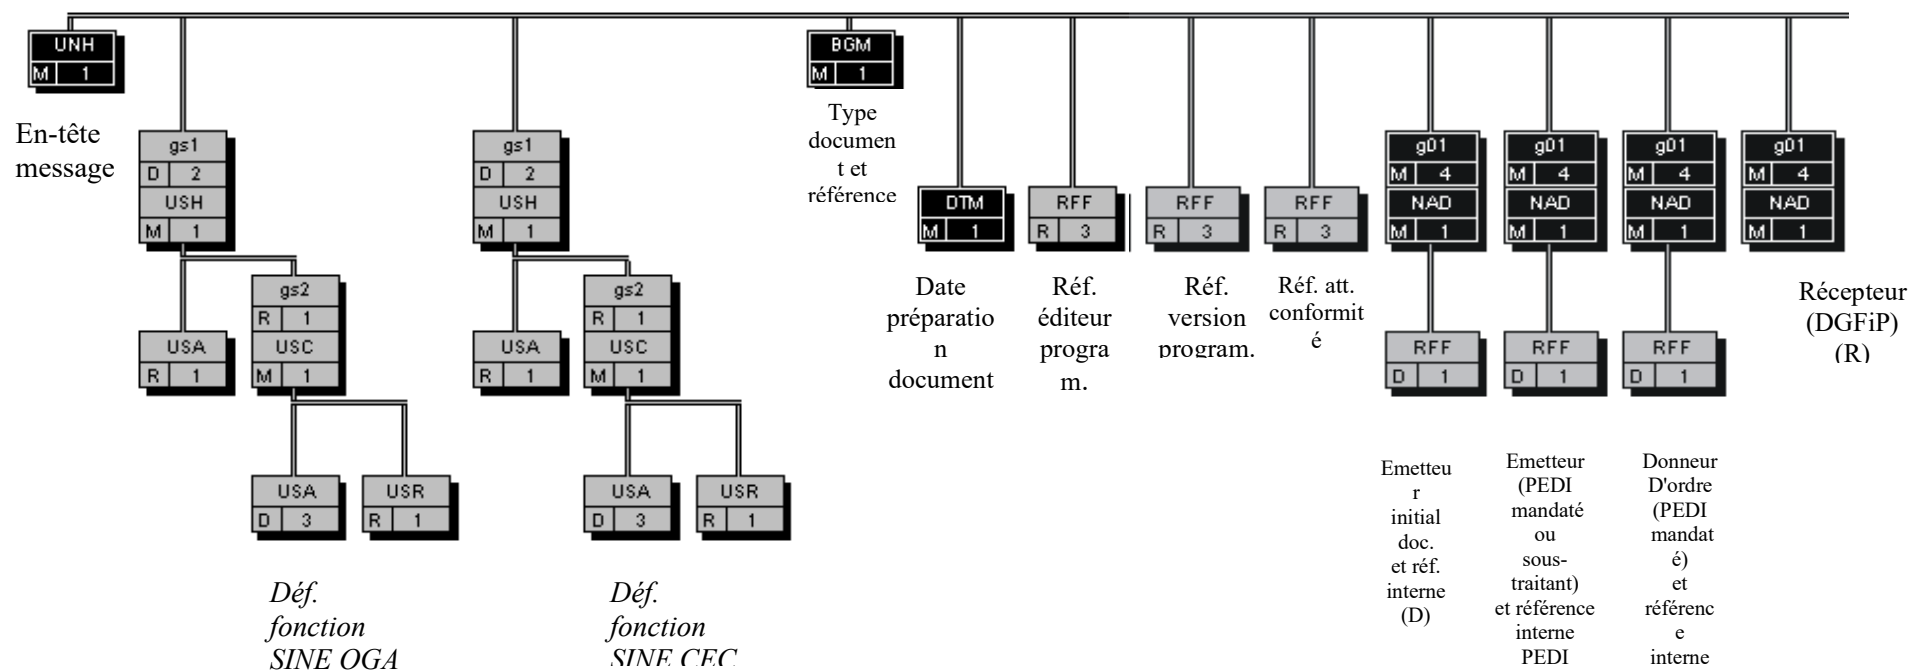 UNH
M 1
En-tête
message
gs1
D 2
USH
M 1
USA
R 1
gs2
R 1
USC
M 1
USA
D 3
USR
R 1
Déf.
fonction
SINE OGA
gs1
D 2
USH
M 1
USA
R 1
gs2
R 1
USC
M 1
USA
D 3
USR
R 1
Déf.
fonction
SINE CEC
BGM
M 1
Type
documen
t et
référence
DTM
M 1
Date
préparatio
n
document
RFF
R 3
Réf.
éditeur
progra
m.
RFF
R 3
Réf.
version
program.
RFF
R 3
Réf. att.
conformit
é
g01
M 4
NAD
M 1
RFF
D 1
Emetteu
r
initial
doc.
et réf.
interne
(D)
g01
M 4
NAD
M 1
RFF
D 1
Emetteur
(PEDI
mandaté
ou
sous-
traitant)
et référence
interne
PEDI
g01
M 4
NAD
M 1
RFF
D 1
Donneur
D'ordre
(PEDI
mandat
é)
et
référenc
e
interne
g01
M 4
NAD
M 1
Récepteur
(DGFiP)
(R)